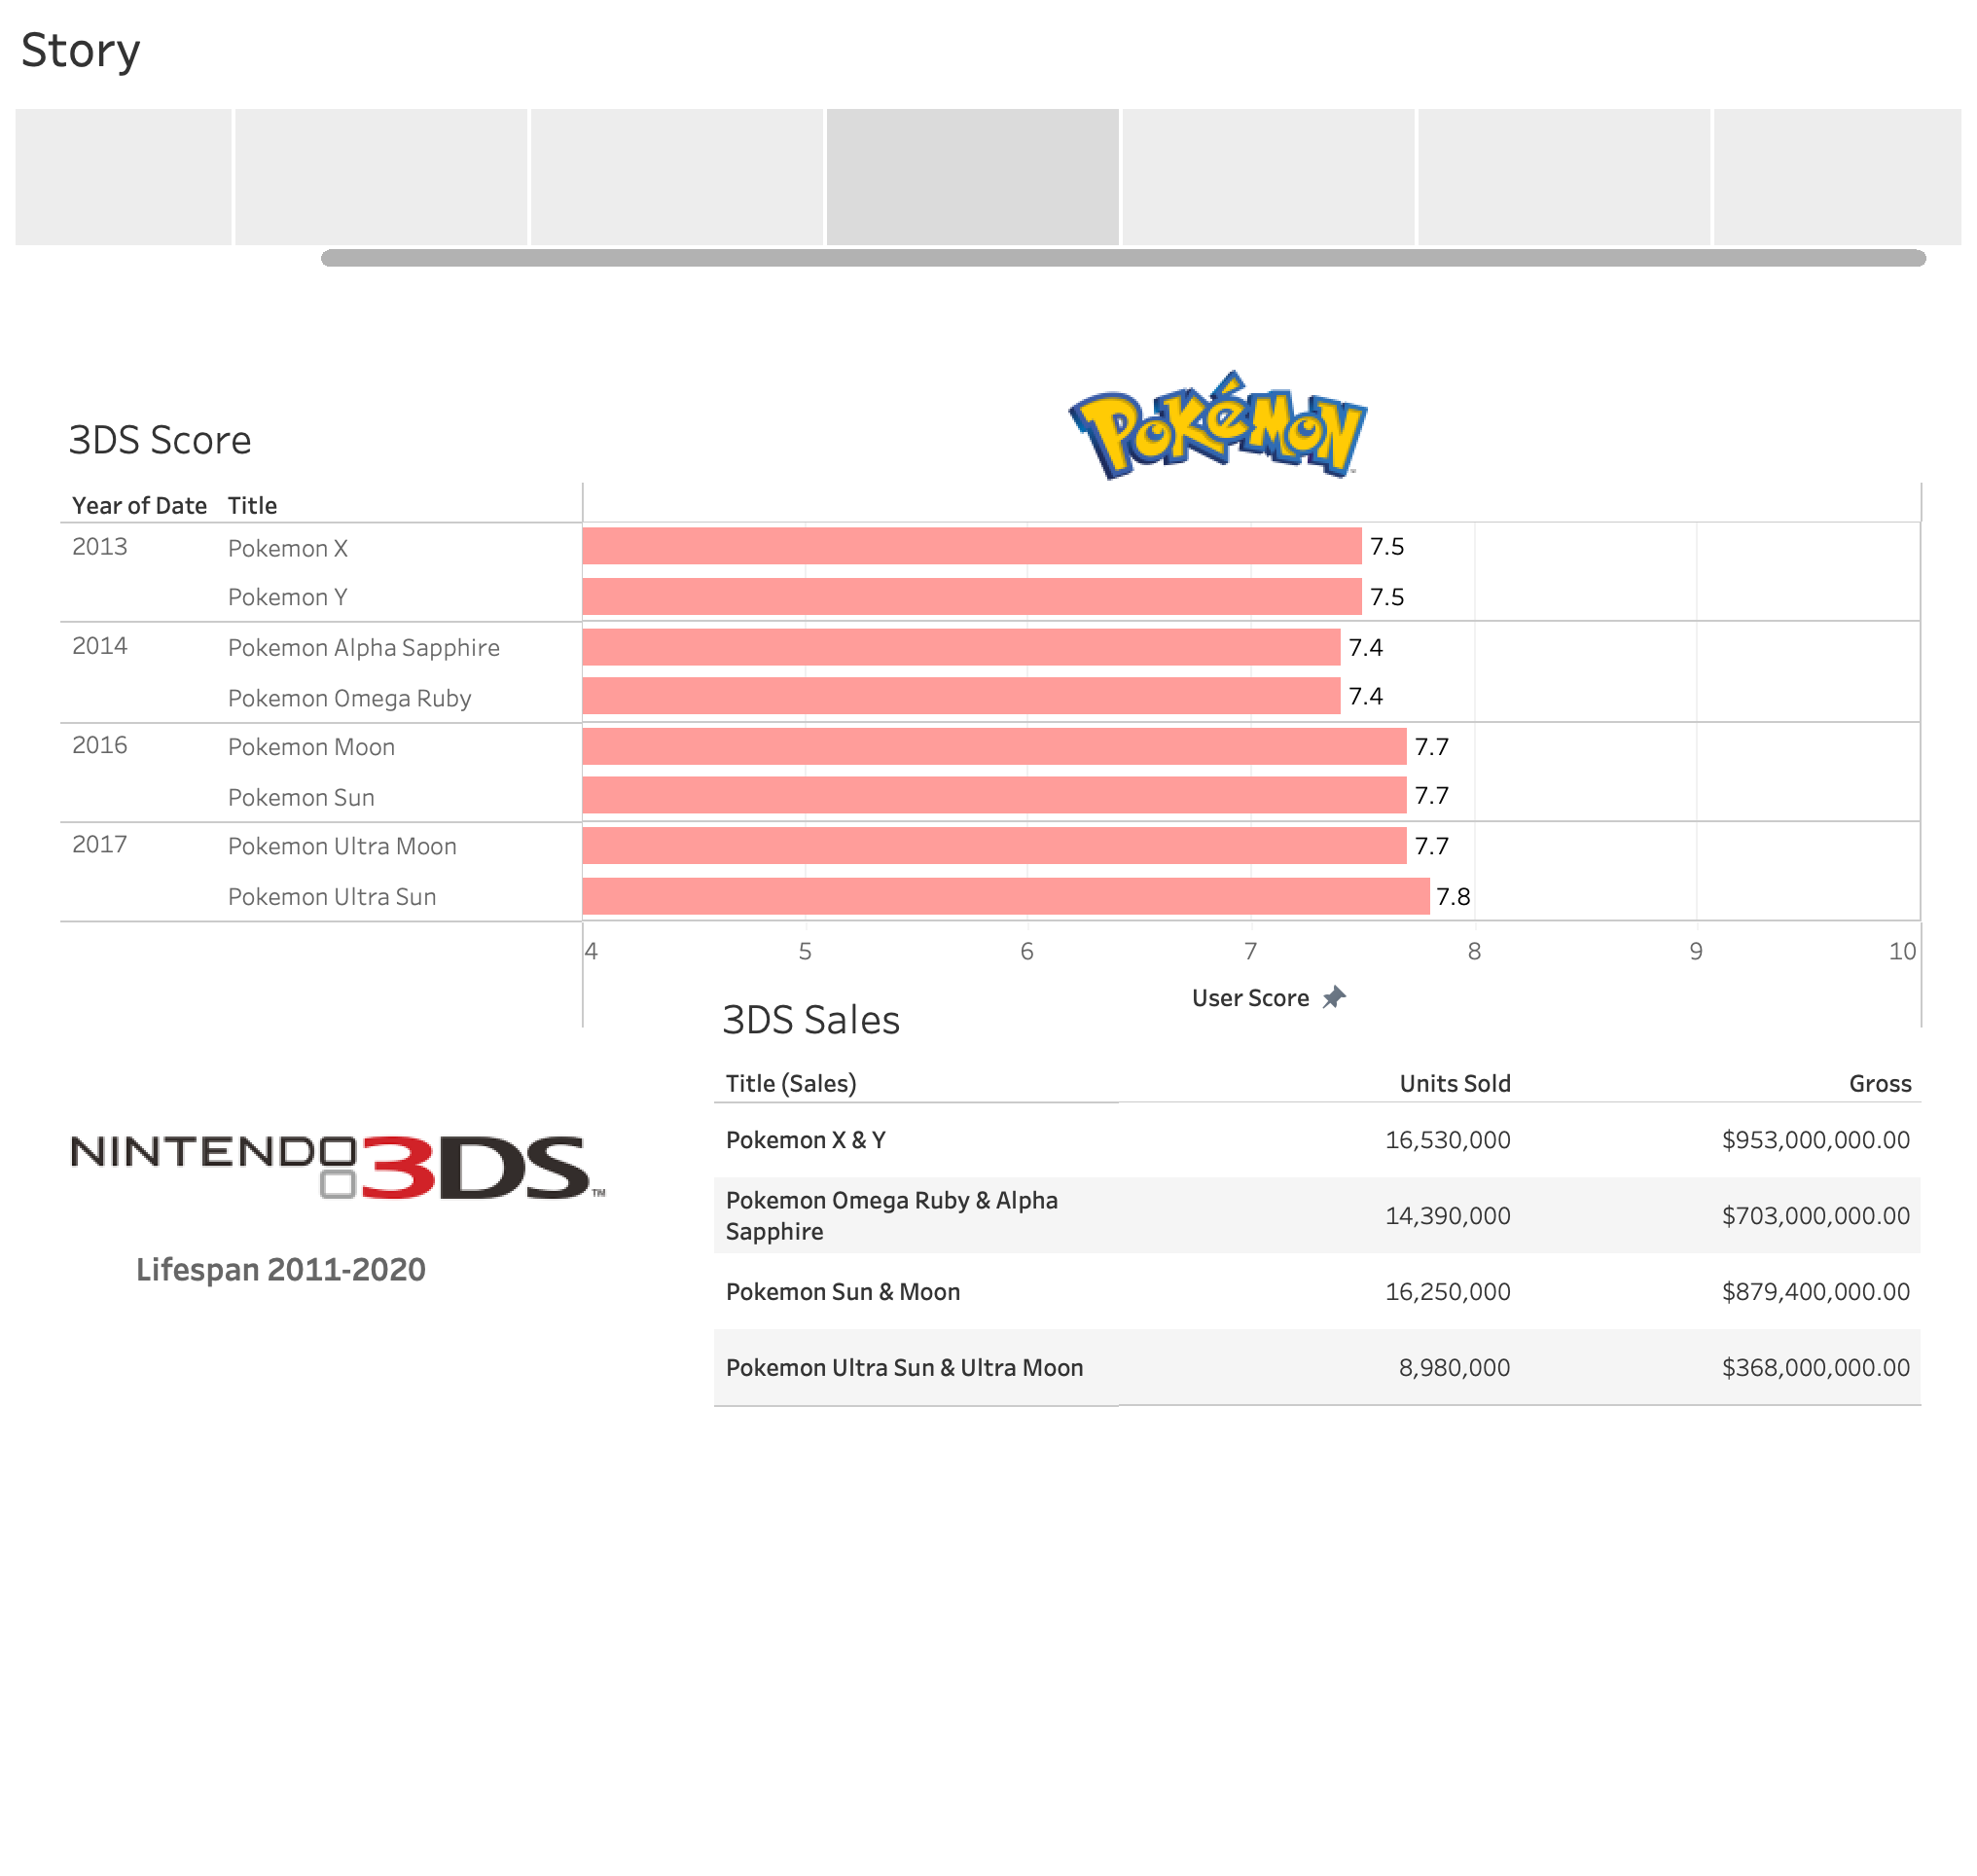 Story
POKéMON
3DS Score
Year of Date Title
2013 Pokemon X 7.5
Pokemon Y 7.5
2014 Pokemon Alpha Sapphire 7.4
Pokemon Omega Ruby 7.4
2016 Pokemon Moon 7.7
Pokemon Sun 7.7
2017 Pokemon Ultra Moon 7.7
Pokemon Ultra Sun 7.8
4 5 6 7 8 9 10
User Score
3DS Sales
Title (Sales) Units Sold Gross
Pokemon X & Y 16,530,000 $953,000,000.00
Pokemon Omega Ruby & Alpha
Sapphire 14,390,000 $703,000,000.00
Pokemon Sun & Moon 16,250,000 $879,400,000.00
Pokemon Ultra Sun & Ultra Moon 8,980,000 $368,000,000.00
NINTENDO 3DS™
Lifespan 2011-2020